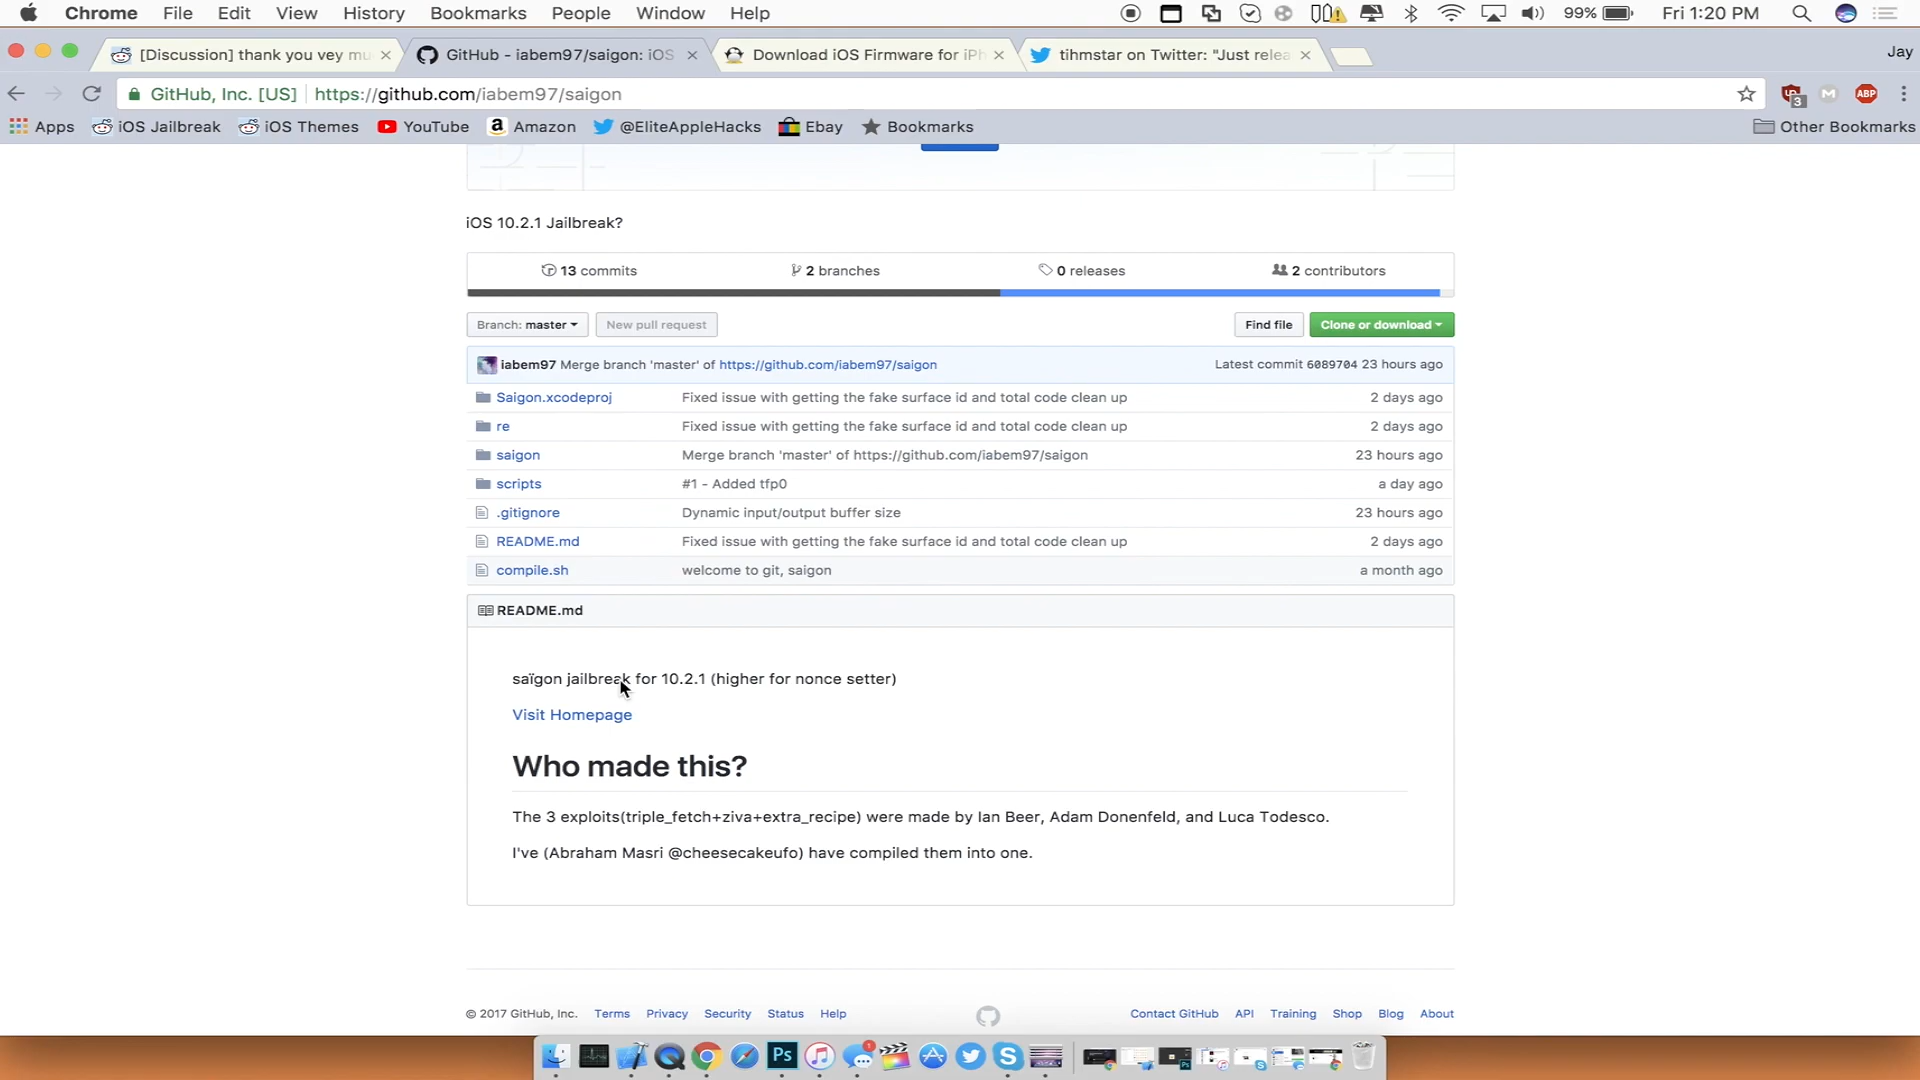 Chrome File Edit View History Bookmarks People Window Help 99% Fri 1:20 PM
[Discussion] thank you vey mu GitHub - iabem97/saigon: iOS Download iOS Firmware for iPh tihmstar on Twitter: "Just relea Jay
GitHub, Inc. [US] https://github.com/iabem97/saigon 3 M ABP
Apps iOS Jailbreak iOS Themes YouTube Amazon @EliteAppleHacks Ebay Bookmarks Other Bookmarks
iOS 10.2.1 Jailbreak?
13 commits 2 branches 0 releases 2 contributors
Branch: master New pull request Find file Clone or download
iabem97 Merge branch 'master' of https://github.com/iabem97/saigon Latest commit 6089704 23 hours ago
Saigon.xcodeproj Fixed issue with getting the fake surface id and total code clean up 2 days ago
re Fixed issue with getting the fake surface id and total code clean up 2 days ago
saigon Merge branch 'master' of https://github.com/iabem97/saigon 23 hours ago
scripts #1 - Added tfp0 a day ago
.gitignore Dynamic input/output buffer size 23 hours ago
README.md Fixed issue with getting the fake surface id and total code clean up 2 days ago
compile.sh welcome to git, saigon a month ago
README.md
saïgon jailbreak for 10.2.1 (higher for nonce setter)
Visit Homepage
Who made this?
The 3 exploits(triple_fetch+ziva+extra_recipe) were made by Ian Beer, Adam Donenfeld, and Luca Todesco.
I've (Abraham Masri @cheesecakeufo) have compiled them into one.
© 2017 GitHub, Inc. Terms Privacy Security Status Help Contact GitHub API Training Shop Blog About
Ps